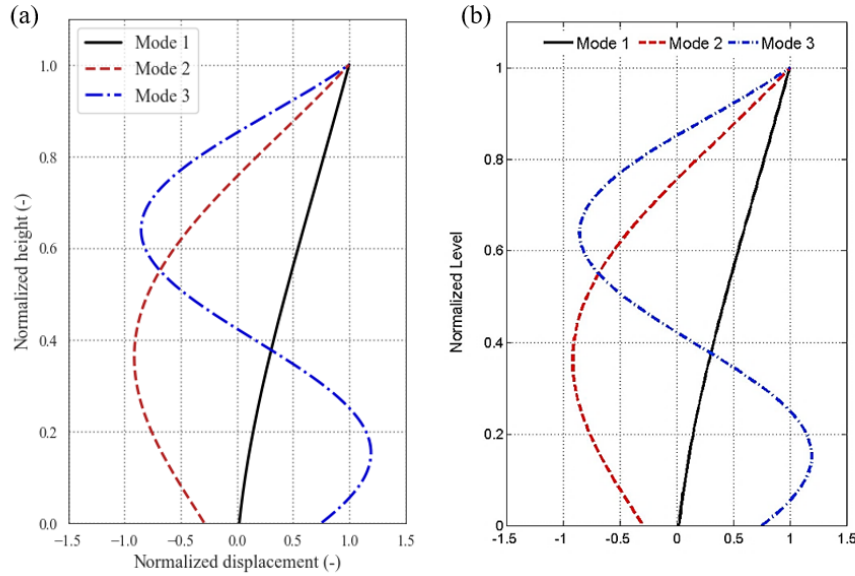 (a)
Mode 1
Mode 2
Mode 3
1.0
0.8
0.6
0.4
0.2
0.0
Normalized height (-)
−1.5 −1.0 −0.5 0.0 0.5 1.0 1.5
Normalized displacement (-)
(b)
Mode 1 Mode 2 Mode 3
1
0.8
0.6
0.4
0.2
0
Normalized Level
-1.5 -1 -0.5 0 0.5 1 1.5